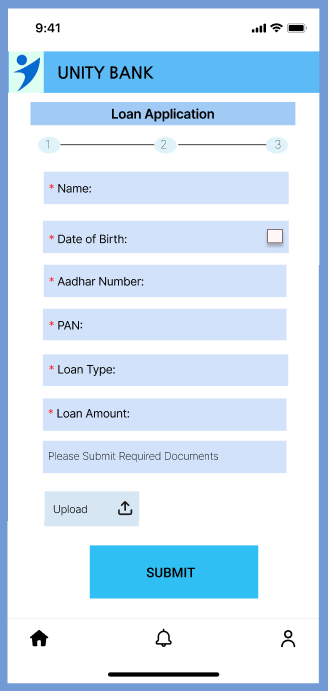 9:41
UNITY BANK
Loan Application
1 2 3
* Name:
* Date of Birth:
* Aadhar Number:
* PAN:
* Loan Type:
* Loan Amount:
Please Submit Required Documents
Upload
SUBMIT